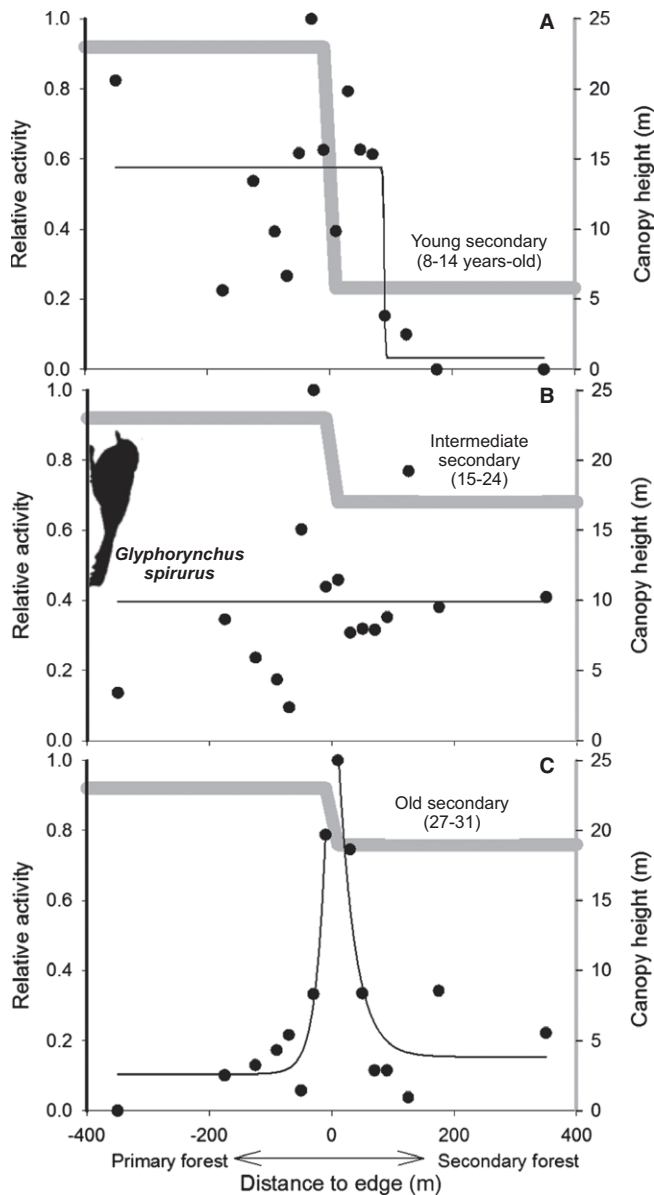 A
1.0
0.8
0.6
0.4
0.2
0.0
Relative activity
25
20
15
10
5
0
Canopy height (m)
Young secondary
(8-14 years-old)
B
1.0
0.8
0.6
0.4
0.2
0.0
Relative activity
25
20
15
10
5
0
Canopy height (m)
Intermediate
secondary
(15-24)
Glyphorynchus
spirurus
C
1.0
0.8
0.6
0.4
0.2
0.0
Relative activity
25
20
15
10
5
0
Canopy height (m)
Old secondary
(27-31)
-400 -200 0 200 400
Primary forest Secondary forest
Distance to edge (m)